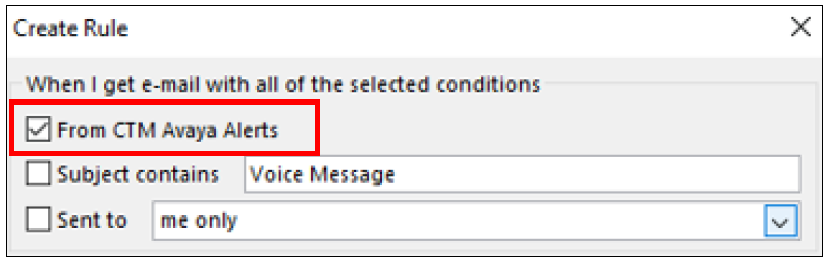 Create Rule
When I get e-mail with all of the selected conditions
From CTM Avaya Alerts
Subject contains Voice Message
Sent to me only